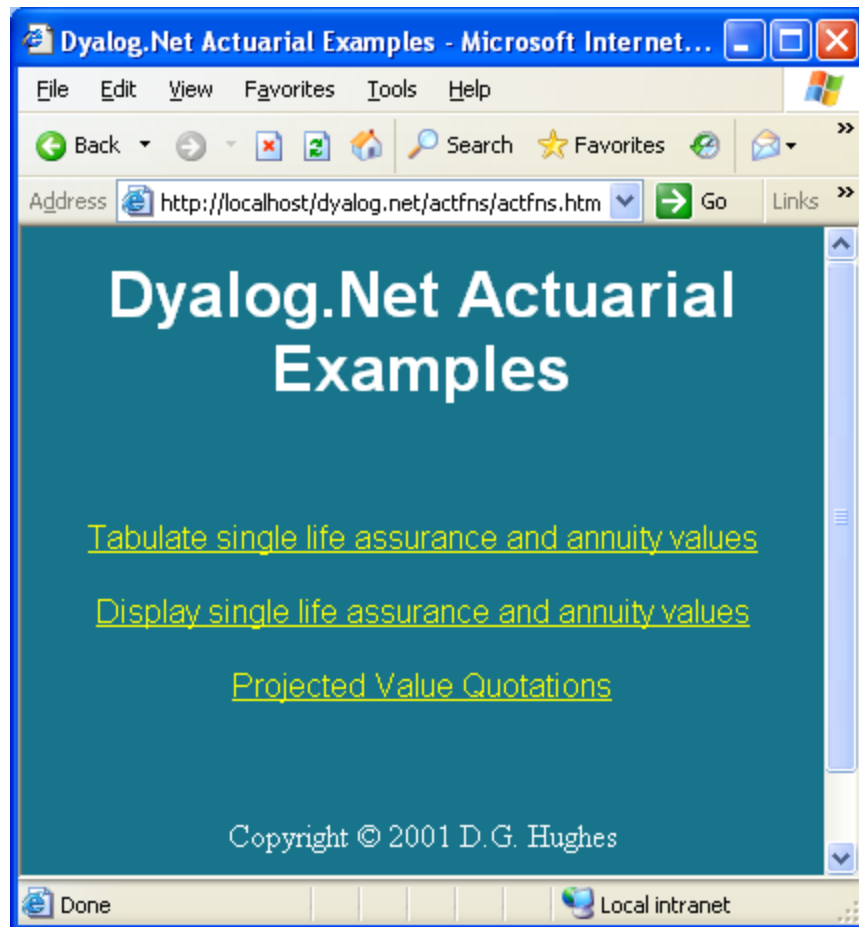 Dyalog.Net Actuarial Examples - Microsoft Internet...
File Edit View Favorites Tools Help
Back Search Favorites »
Address http://localhost/dyalog.net/actfns/actfns.htm Go Links »
Dyalog.Net Actuarial
Examples
Tabulate single life assurance and annuity values
Display single life assurance and annuity values
Projected Value Quotations
Copyright © 2001 D.G. Hughes
Done Local intranet